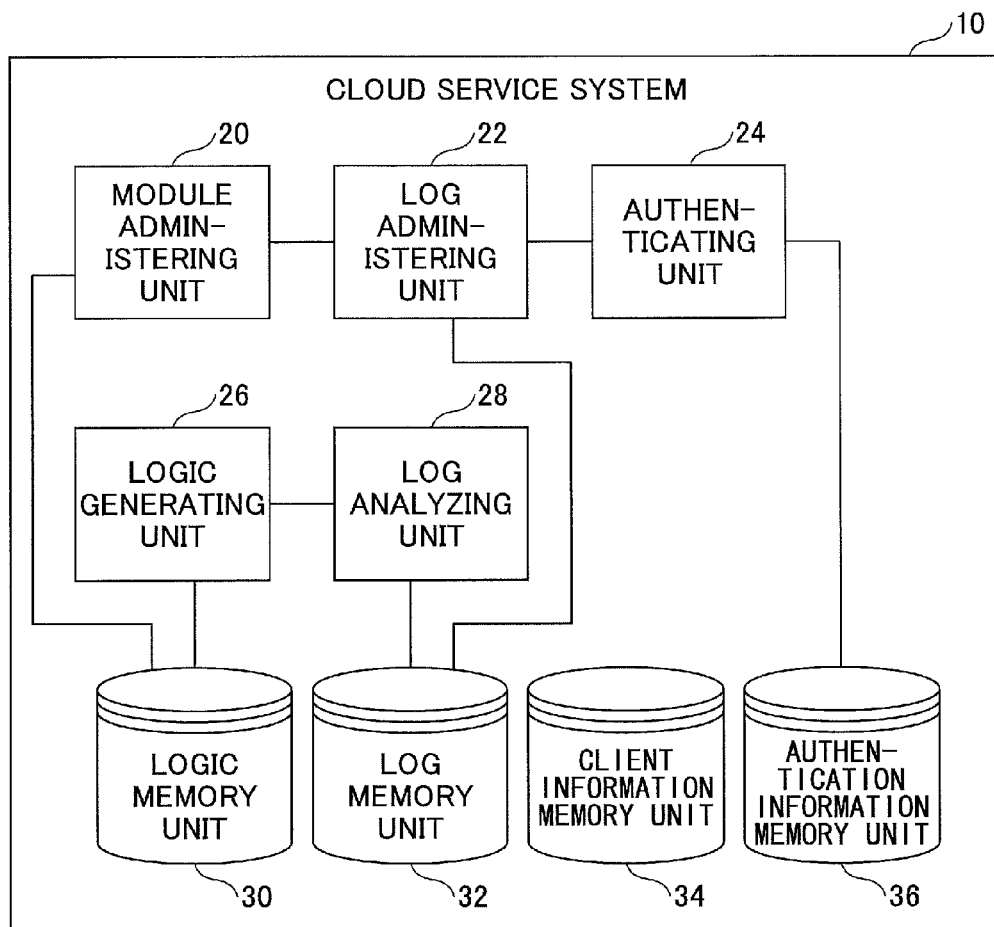 10
CLOUD SERVICE SYSTEM
20
22
24
MODULE
ADMIN-
ISTERING
UNIT
LOG
ADMIN-
ISTERING
UNIT
AUTHEN-
TICATING
UNIT
26
28
LOGIC
GENERATING
UNIT
LOG
ANALYZING
UNIT
LOGIC
MEMORY
UNIT
LOG
MEMORY
UNIT
CLIENT
INFORMATION
MEMORY UNIT
AUTHEN-
TICATION
INFORMATION
MEMORY UNIT
30
32
34
36